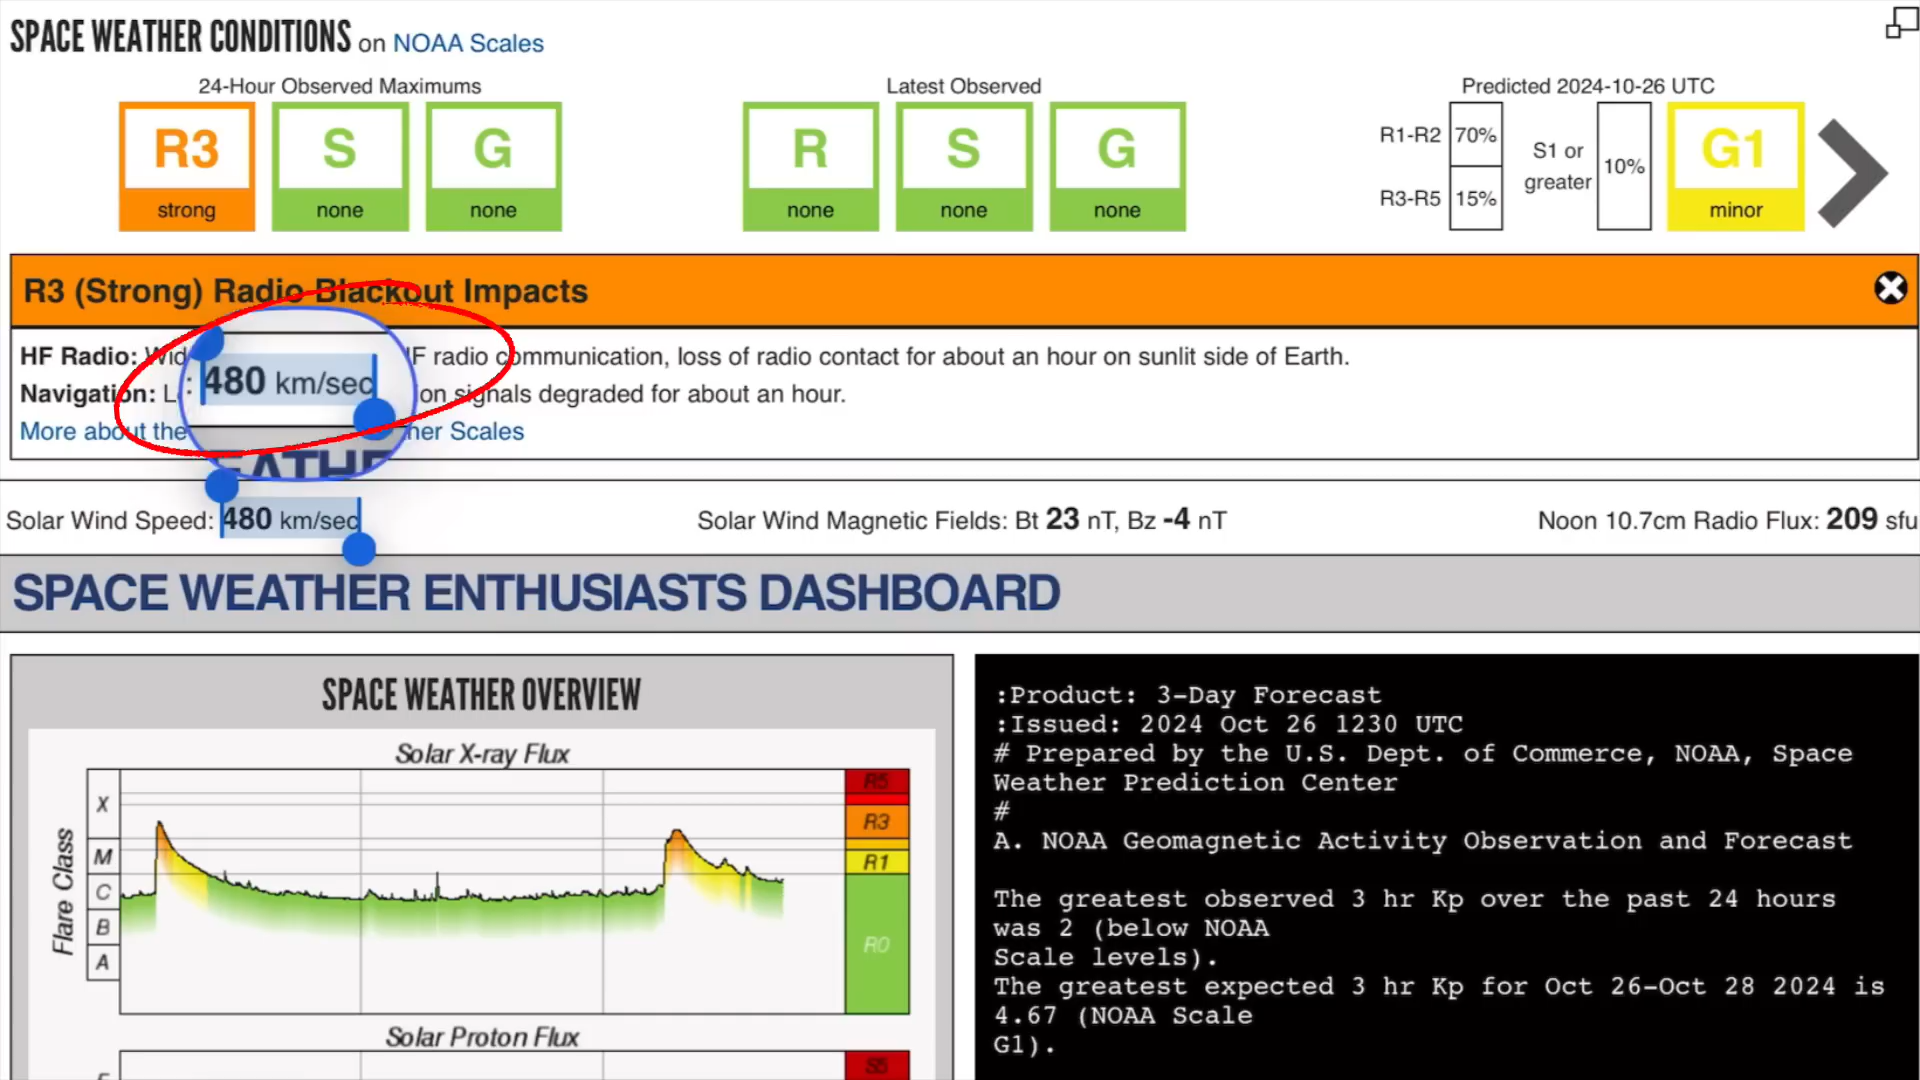 SPACE WEATHER CONDITIONS on NOAA Scales
24-Hour Observed Maximums
Latest Observed
Predicted 2024-10-26 UTC
R3
strong
S
none
G
none
R
none
S
none
G
none
R1-R2 70%
R3-R5 15%
S1 or
greater
10%
G1
minor
R3 (Strong) Radio Blackout Impacts
HF Radio: Wid HF radio communication, loss of radio contact for about an hour on sunlit side of Earth.
Navigation: L on signals degraded for about an hour.
More about the her Scales
: 480 km/sec
EATHE
Solar Wind Speed: 480 km/sec
Solar Wind Magnetic Fields: Bt 23 nT, Bz -4 nT
Noon 10.7cm Radio Flux: 209 sfu
SPACE WEATHER ENTHUSIASTS DASHBOARD
SPACE WEATHER OVERVIEW
Solar X-ray Flux
Flare Class
X
M
C
B
A
R5
R3
R1
R0
Solar Proton Flux
S5
:Product: 3-Day Forecast
:Issued: 2024 Oct 26 1230 UTC
# Prepared by the U.S. Dept. of Commerce, NOAA, Space
Weather Prediction Center
#
A. NOAA Geomagnetic Activity Observation and Forecast
The greatest observed 3 hr Kp over the past 24 hours
was 2 (below NOAA
Scale levels).
The greatest expected 3 hr Kp for Oct 26-Oct 28 2024 is
4.67 (NOAA Scale
G1).